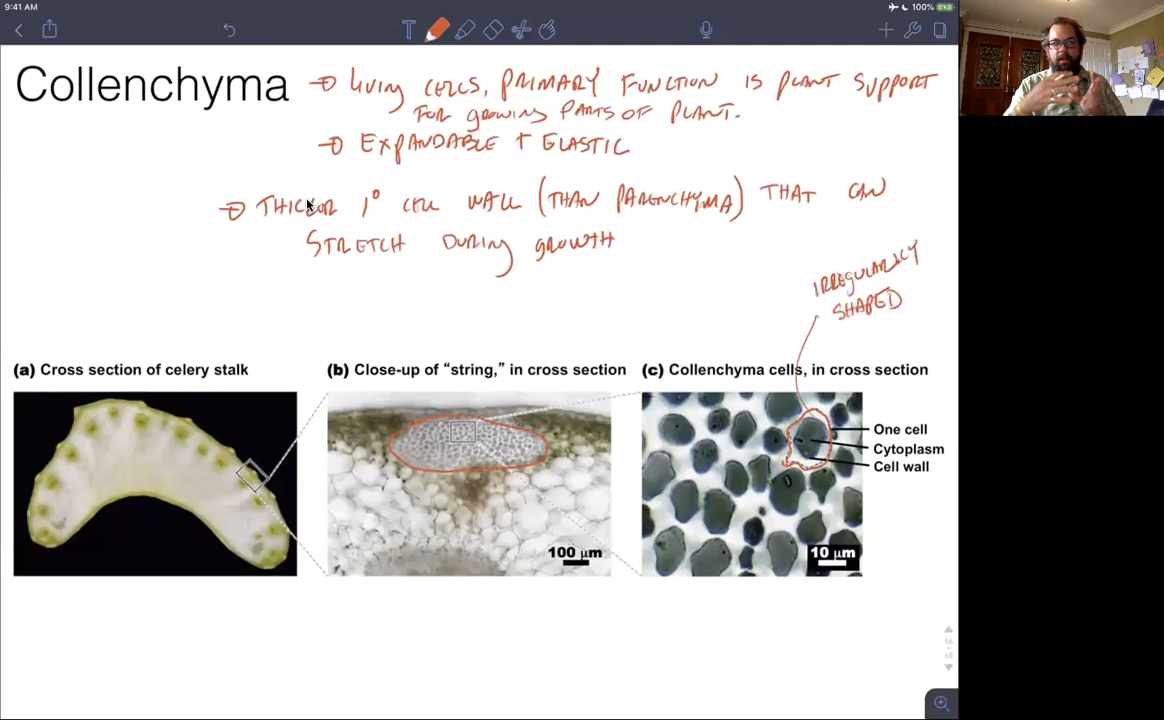 9:41 AM
100%
Collenchyma
→ LIVING CELLS, PRIMARY FUNCTION IS PLANT SUPPORT
FOR GROWING PARTS OF PLANT.
→ EXPANDABLE + ELASTIC
→ THICKER 1° CELL WALL (THAN PARENCHYMA) THAT CAN
STRETCH DURING GROWTH
IRREGULARLY
SHAPED
(a) Cross section of celery stalk
(b) Close-up of “string,” in cross section
(c) Collenchyma cells, in cross section
One cell
Cytoplasm
Cell wall
100 µm
10 µm
56
68